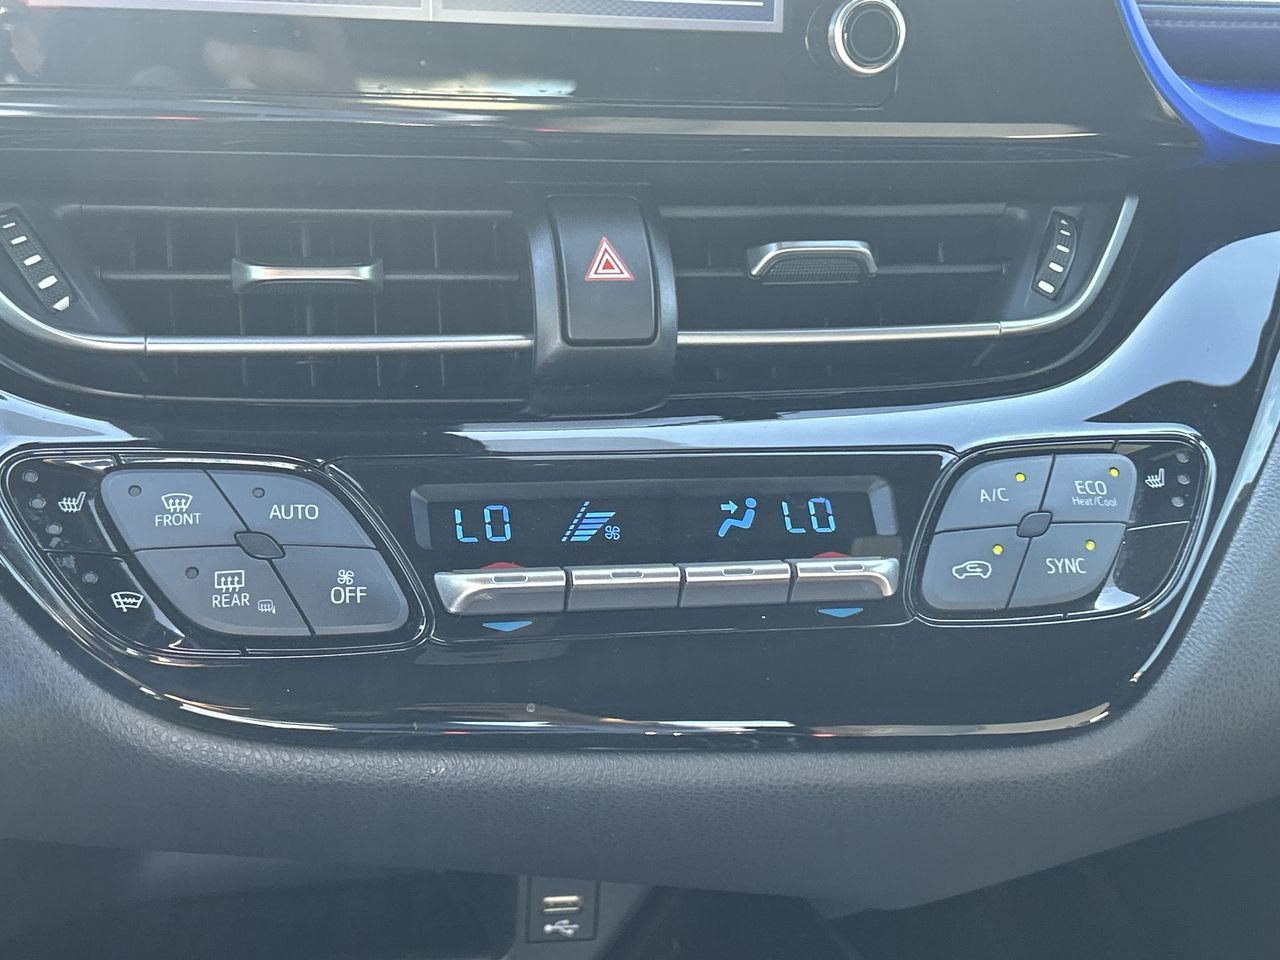 FRONT
AUTO
REAR
OFF
LO
LO
A/C
ECO
Heat/Cool
SYNC